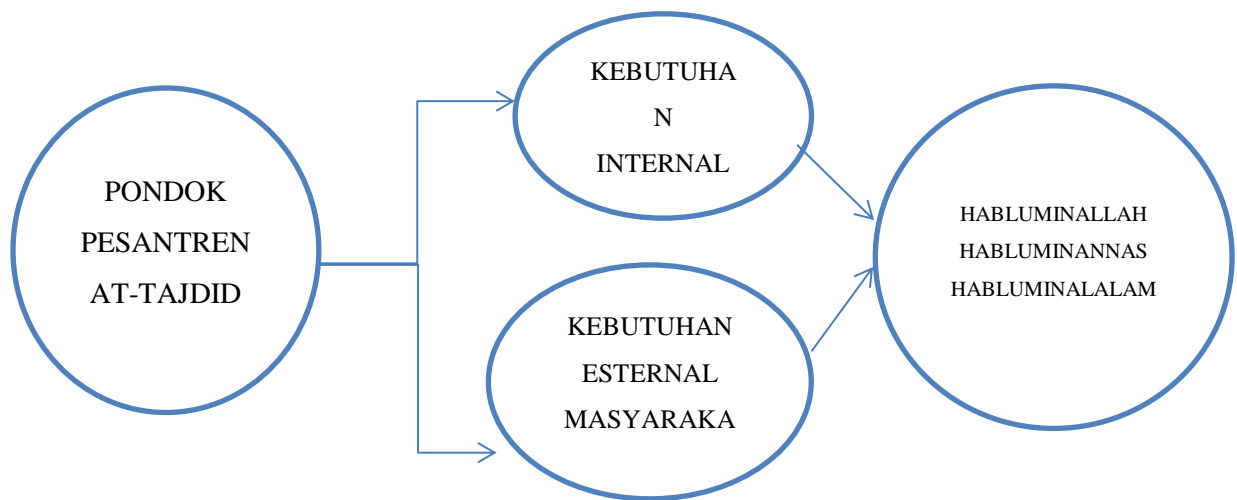 PONDOK
PESANTREN
AT-TAJDID
KEBUTUHA
N
INTERNAL
KEBUTUHAN
ESTERNAL
MASYARAKA
HABLUMINALLAH
HABLUMINANNAS
HABLUMINALALAM